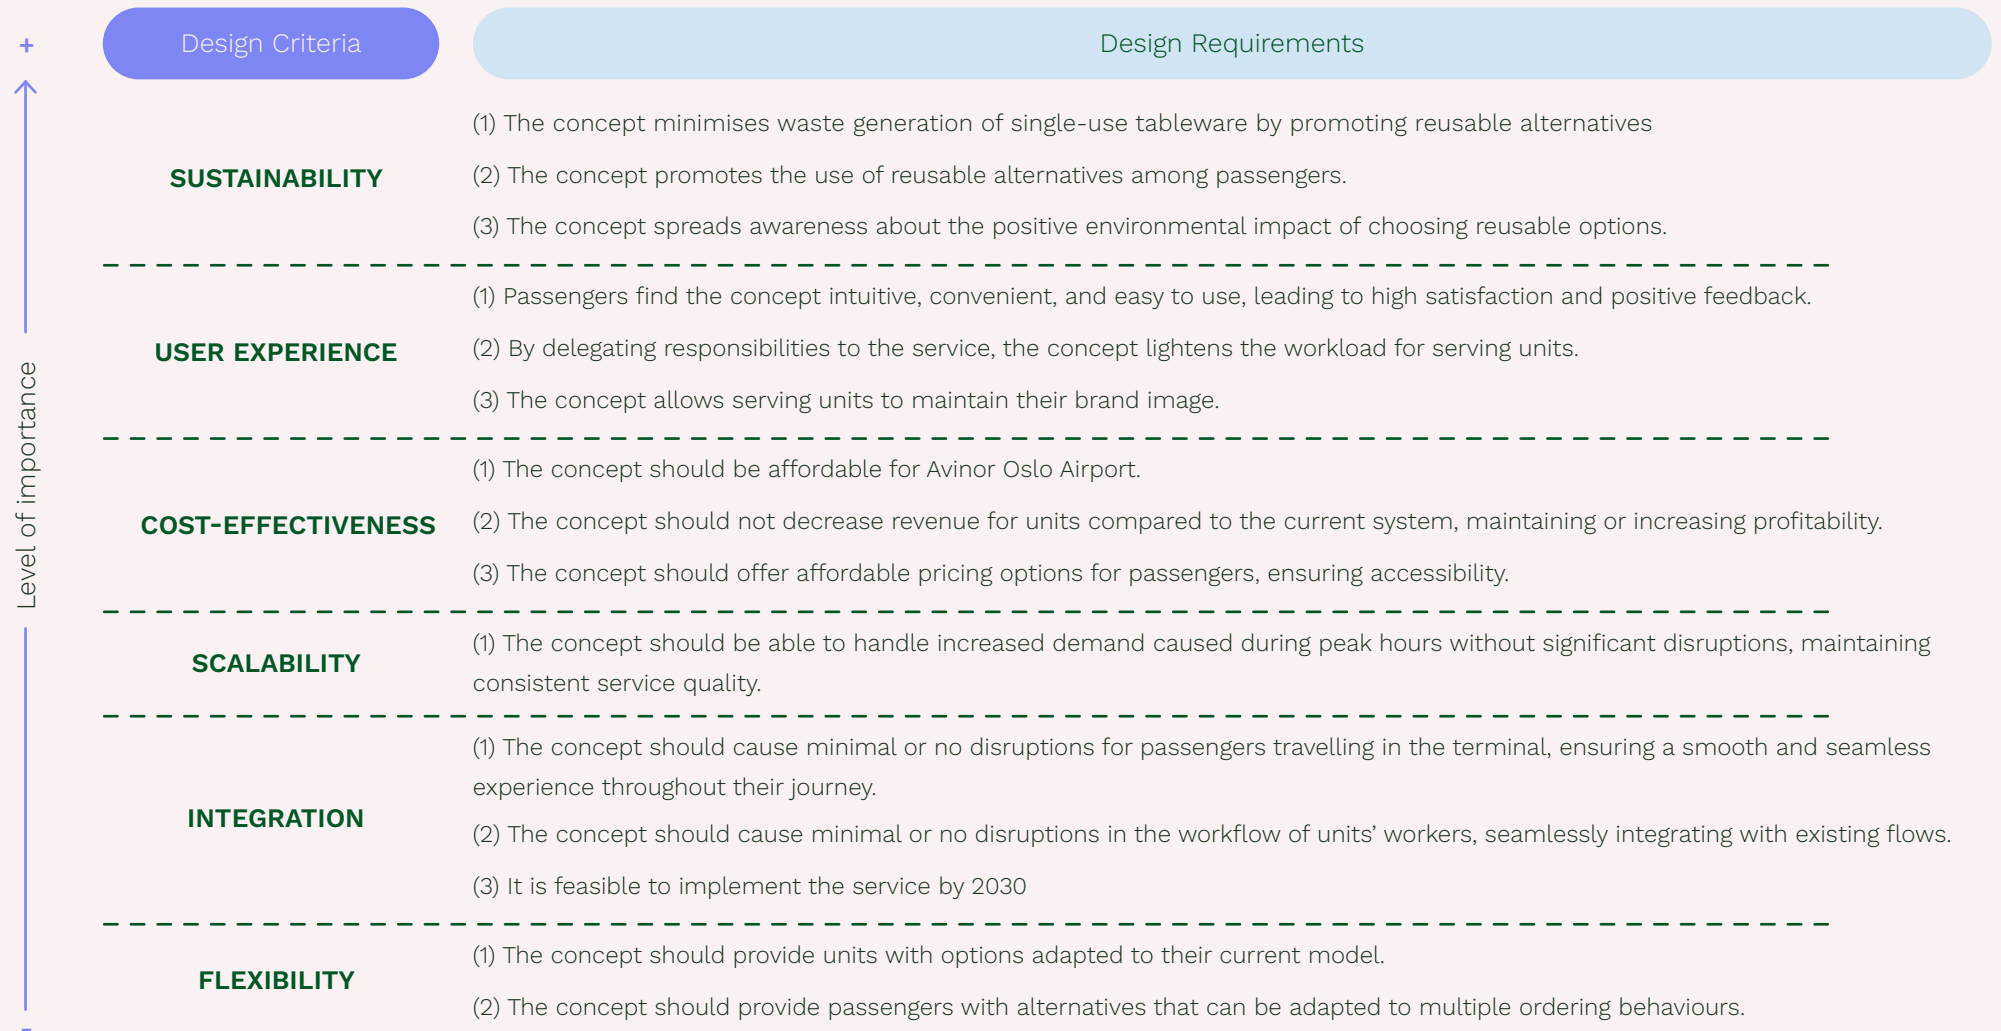 +
Design Criteria
Design Requirements
Level of importance
-
SUSTAINABILITY
(1) The concept minimises waste generation of single-use tableware by promoting reusable alternatives
(2) The concept promotes the use of reusable alternatives among passengers.
(3) The concept spreads awareness about the positive environmental impact of choosing reusable options.
USER EXPERIENCE
(1) Passengers find the concept intuitive, convenient, and easy to use, leading to high satisfaction and positive feedback.
(2) By delegating responsibilities to the service, the concept lightens the workload for serving units.
(3) The concept allows serving units to maintain their brand image.
COST-EFFECTIVENESS
(1) The concept should be affordable for Avinor Oslo Airport.
(2) The concept should not decrease revenue for units compared to the current system, maintaining or increasing profitability.
(3) The concept should offer affordable pricing options for passengers, ensuring accessibility.
SCALABILITY
(1) The concept should be able to handle increased demand caused during peak hours without significant disruptions, maintaining
consistent service quality.
INTEGRATION
(1) The concept should cause minimal or no disruptions for passengers travelling in the terminal, ensuring a smooth and seamless
experience throughout their journey.
(2) The concept should cause minimal or no disruptions in the workflow of units’ workers, seamlessly integrating with existing flows.
(3) It is feasible to implement the service by 2030
FLEXIBILITY
(1) The concept should provide units with options adapted to their current model.
(2) The concept should provide passengers with alternatives that can be adapted to multiple ordering behaviours.